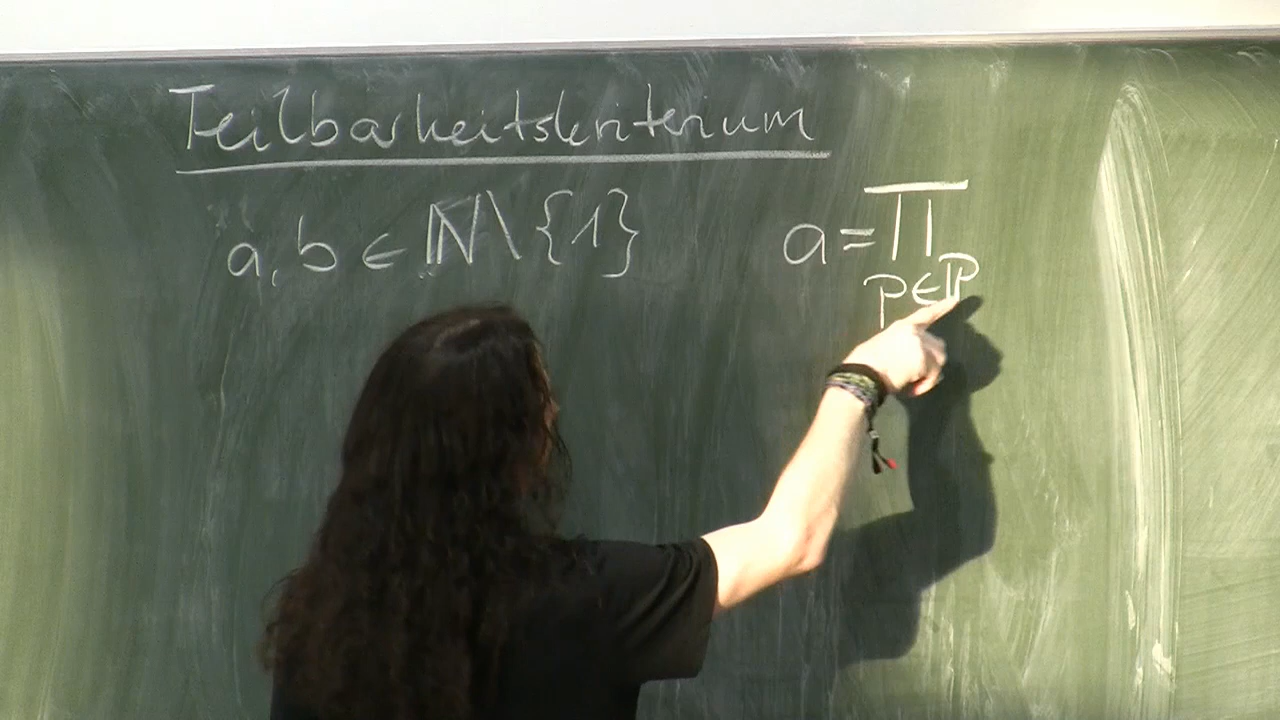 Teilbarkeitskriterium
a, b ∈ ℕ \ {1} a = ∏
p ∈ ℙ